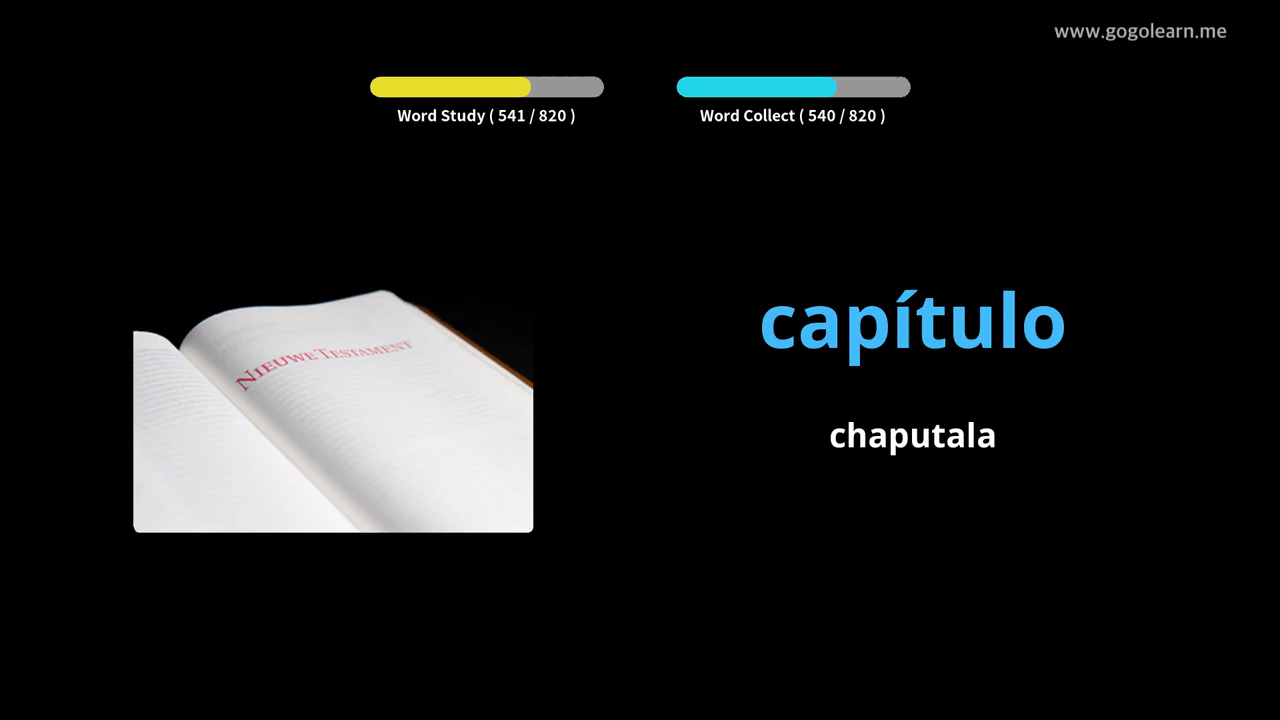 www.gogolearn.me
Word Study ( 541 / 820 )
Word Collect ( 540 / 820 )
capítulo
NIEUWE TESTAMENT
chaputala